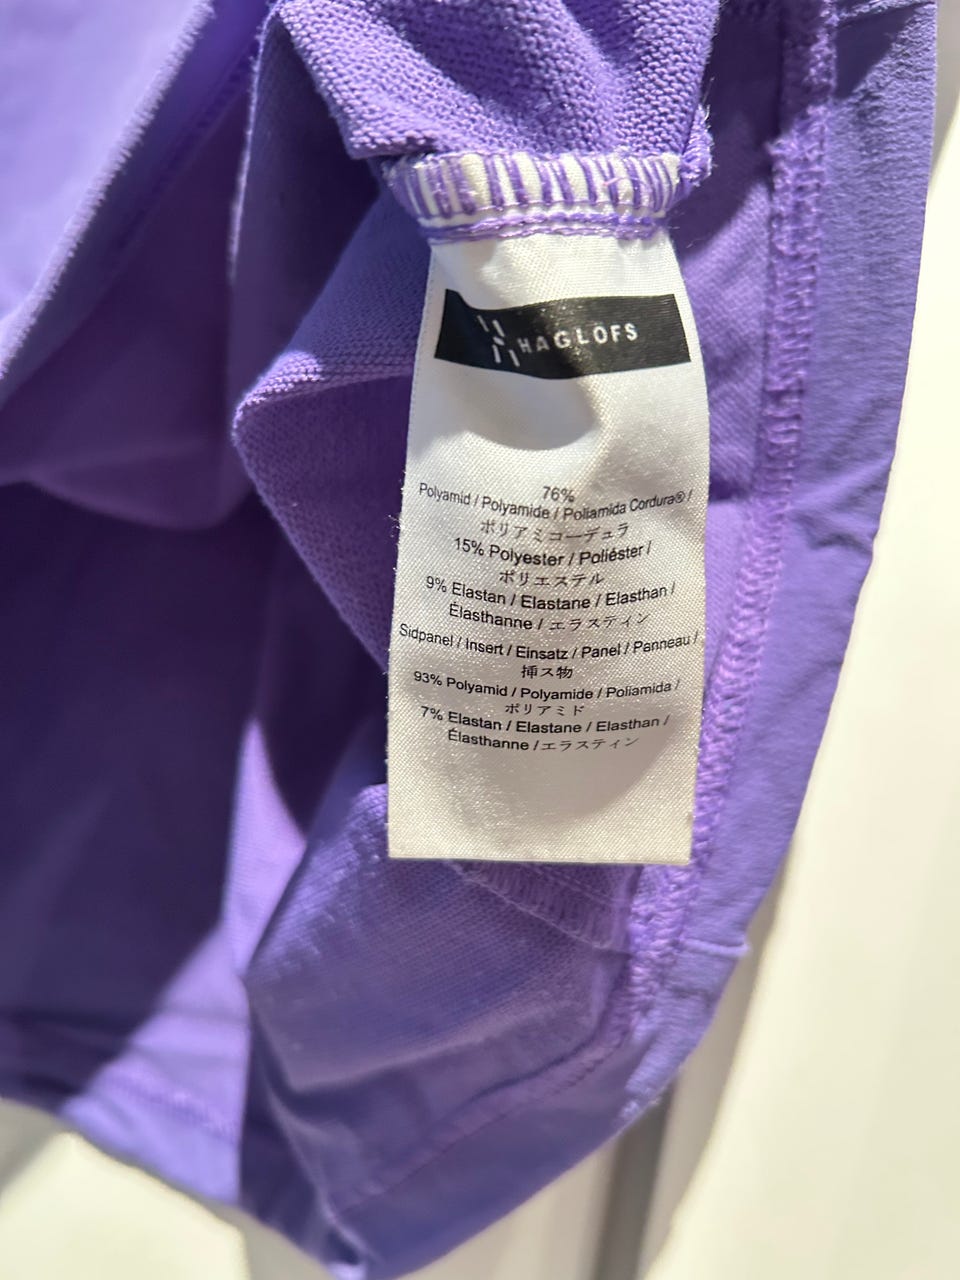 HAGLÖFS
76%
Polyamid / Polyamide / Poliamida Cordura® /
ポリアミコーデュラ
15% Polyester / Poliéster /
ポリエステル
9% Elastan / Elastane / Elasthan /
Élasthanne / エラスティン
Sidpanel / Insert / Einsatz / Panel / Panneau /
挿ス物
93% Polyamid / Polyamide / Poliamida /
ポリアミド
7% Elastan / Elastane / Elasthan /
Élasthanne / エラスティン